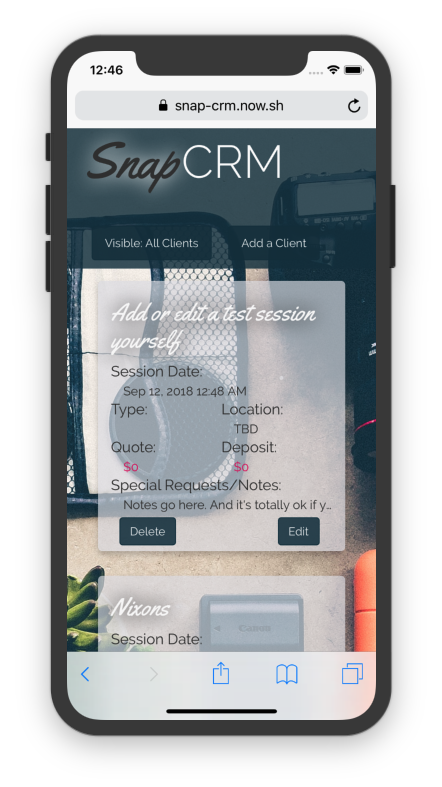 12:46
snap-crm.now.sh
SnapCRM
Visible: All Clients Add a Client
Add or edit a test session
yourself
Session Date:
Sep 12, 2018 12:48 AM
Type: Location:
TBD
Quote: Deposit:
$0 $0
Special Requests/Notes:
Notes go here. And it's totally ok if y...
Delete Edit
Nixons
Canon
Session Date: